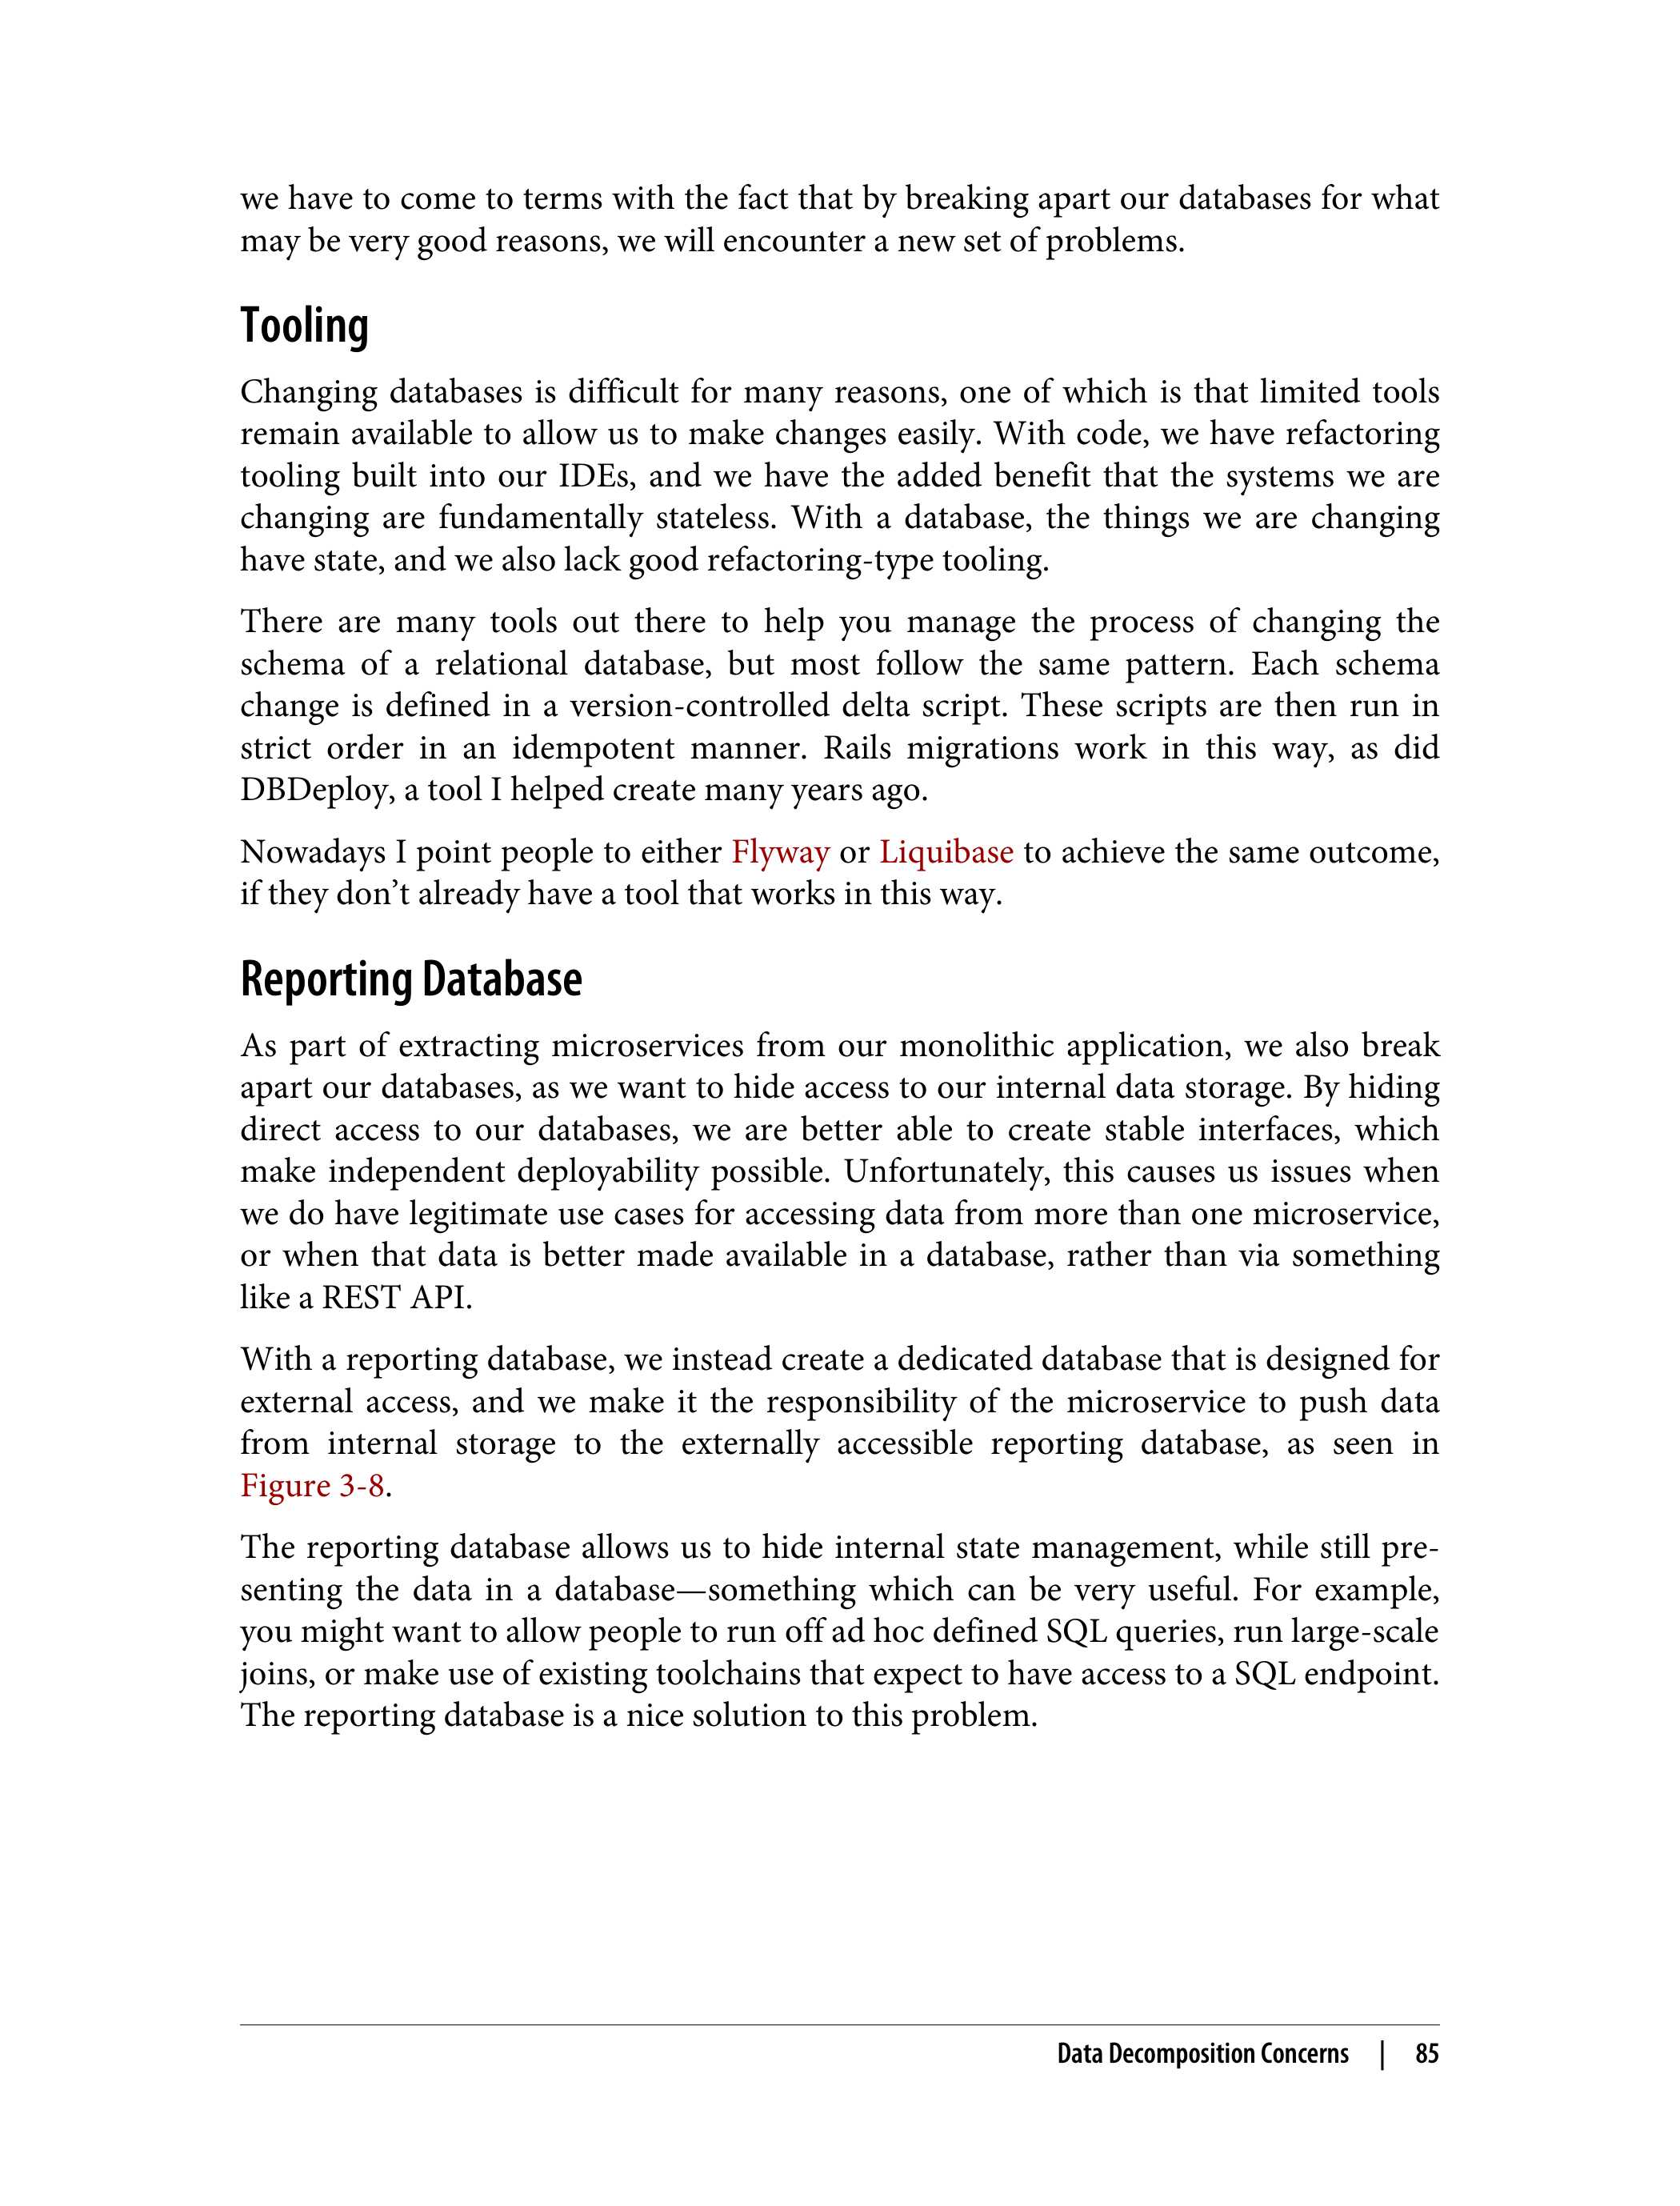 we have to come to terms with the fact that by breaking apart our databases for what
may be very good reasons, we will encounter a new set of problems.
Tooling
Changing databases is difficult for many reasons, one of which is that limited tools
remain available to allow us to make changes easily. With code, we have refactoring
tooling built into our IDEs, and we have the added benefit that the systems we are
changing are fundamentally stateless. With a database, the things we are changing
have state, and we also lack good refactoring-type tooling.
There are many tools out there to help you manage the process of changing the
schema of a relational database, but most follow the same pattern. Each schema
change is defined in a version-controlled delta script. These scripts are then run in
strict order in an idempotent manner. Rails migrations work in this way, as did
DBDeploy, a tool I helped create many years ago.
Nowadays I point people to either Flyway or Liquibase to achieve the same outcome,
if they don’t already have a tool that works in this way.
Reporting Database
As part of extracting microservices from our monolithic application, we also break
apart our databases, as we want to hide access to our internal data storage. By hiding
direct access to our databases, we are better able to create stable interfaces, which
make independent deployability possible. Unfortunately, this causes us issues when
we do have legitimate use cases for accessing data from more than one microservice,
or when that data is better made available in a database, rather than via something
like a REST API.
With a reporting database, we instead create a dedicated database that is designed for
external access, and we make it the responsibility of the microservice to push data
from internal storage to the externally accessible reporting database, as seen in
Figure 3-8.
The reporting database allows us to hide internal state management, while still pre-
senting the data in a database—something which can be very useful. For example,
you might want to allow people to run off ad hoc defined SQL queries, run large-scale
joins, or make use of existing toolchains that expect to have access to a SQL endpoint.
The reporting database is a nice solution to this problem.
Data Decomposition Concerns | 85